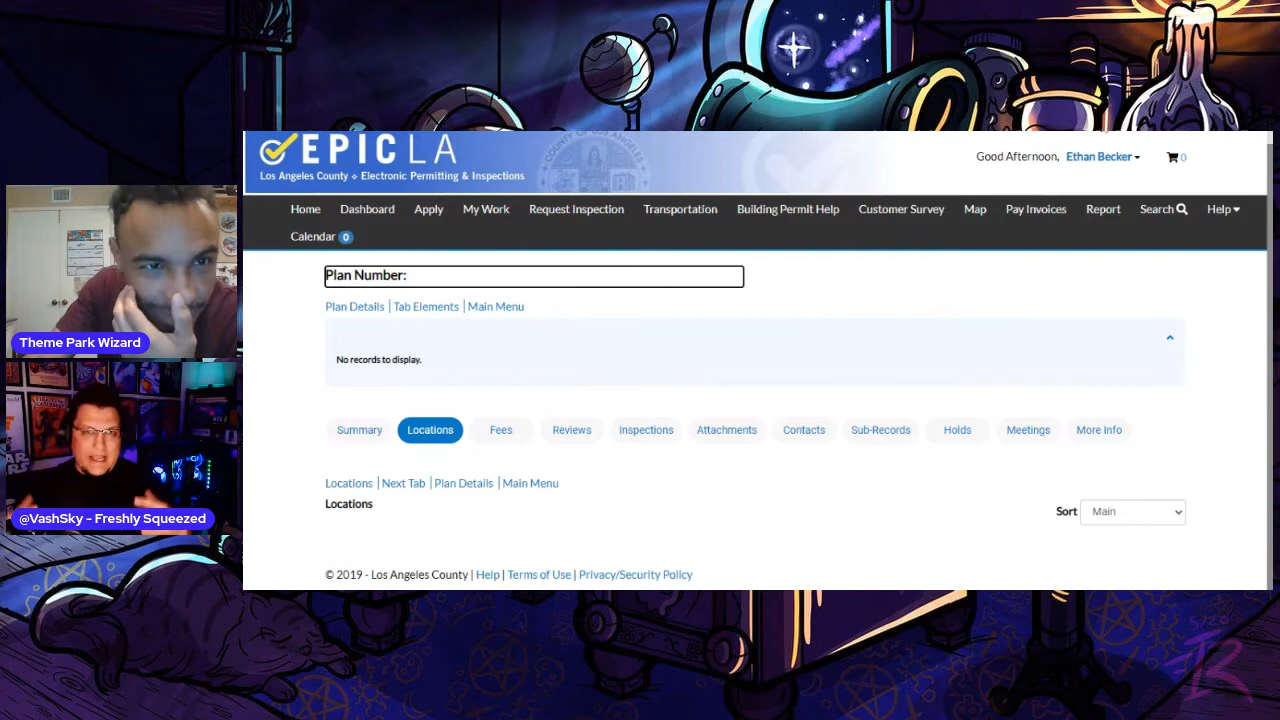 EPICLA
Los Angeles County ⋄ Electronic Permitting & Inspections
Good Afternoon, Ethan Becker
0
Home Dashboard Apply My Work Request Inspection Transportation Building Permit Help Customer Survey Map Pay Invoices Report Search Help
Calendar 0
Plan Number:
Plan Details | Tab Elements | Main Menu
No records to display.
Summary Locations Fees Reviews Inspections Attachments Contacts Sub-Records Holds Meetings More Info
Locations | Next Tab | Plan Details | Main Menu
Locations
Sort Main
© 2019 - Los Angeles County | Help | Terms of Use | Privacy/Security Policy
Theme Park Wizard
@VashSky - Freshly Squeezed